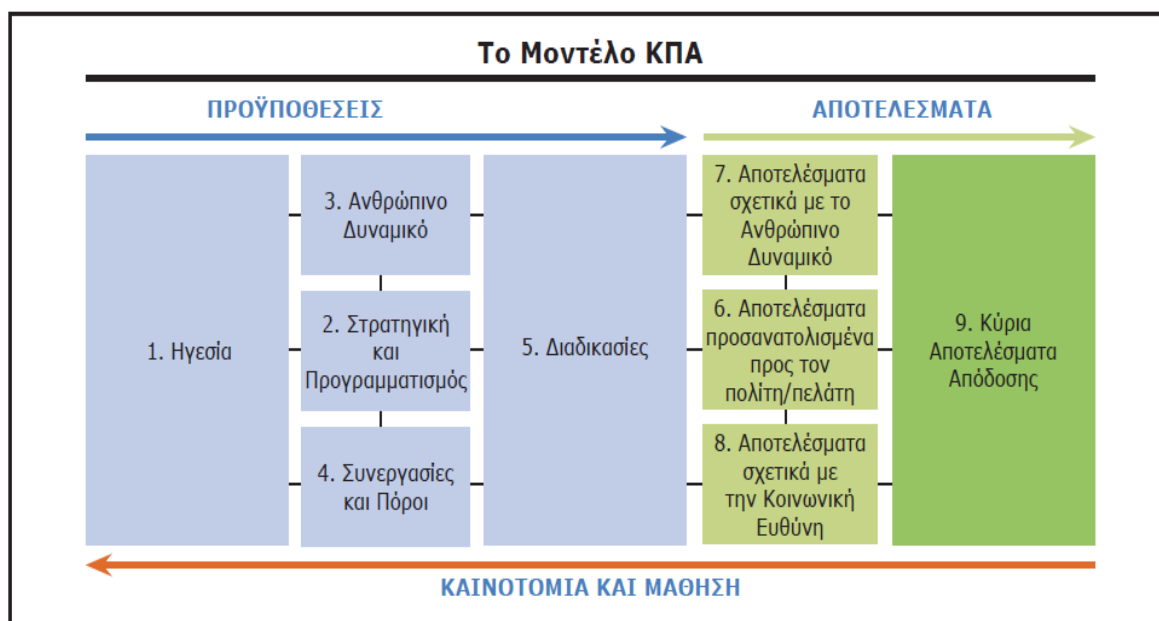 Το Μοντέλο ΚΠΑ
ΠΡΟΫΠΟΘΕΣΕΙΣ
ΑΠΟΤΕΛΕΣΜΑΤΑ
1. Ηγεσία
3. Ανθρώπινο
Δυναμικό
2. Στρατηγική
και
Προγραμματισμός
4. Συνεργασίες
και Πόροι
5. Διαδικασίες
7. Αποτελέσματα
σχετικά με το
Ανθρώπινο
Δυναμικό
6. Αποτελέσματα
προσανατολισμένα
προς τον
πολίτη/πελάτη
8. Αποτελέσματα
σχετικά με
την Κοινωνική
Ευθύνη
9. Κύρια
Αποτελέσματα
Απόδοσης
ΚΑΙΝΟΤΟΜΙΑ ΚΑΙ ΜΑΘΗΣΗ